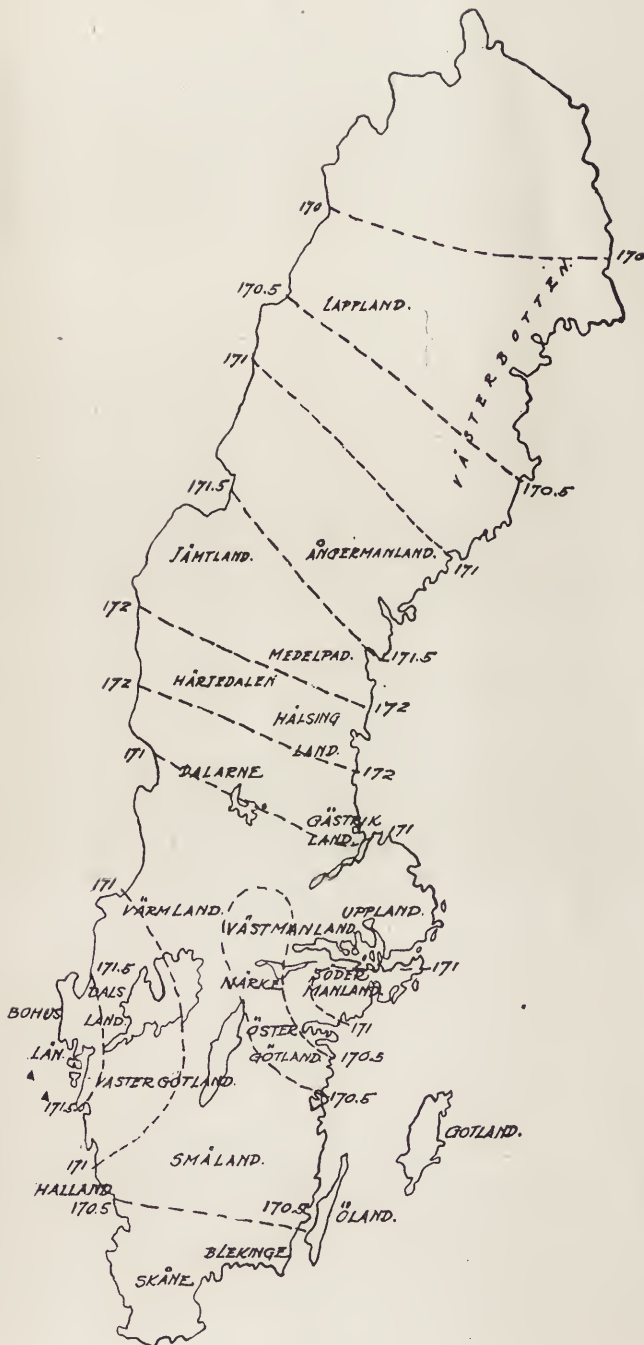 170
170
170.5
LAPPLAND.
VÄSTERBOTTEN.
171
171.5
170.5
JÄMTLAND.
ÅNGERMANLAND.
171
172
MEDELPAD.
171.5
HÄRJEDALEN
172
172
HÄLSING
LAND.
171
DALARNE
172
GÄSTRIK
LAND.
171
171
VÄRMLAND.
VÄSTMANLAND.
UPPLAND.
171.5
DALS
LAND.
NÄRKE
SÖDER
MANLAND.
171
BOHUS
LÄN.
ÖSTER
GÖTLAND.
171
170.5
VÄSTERGÖTLAND.
171.5
170.5
GOTLAND.
171
SMÅLAND.
HALLAND
170.5
170.5
ÖLAND.
BLEKINGE
SKÅNE